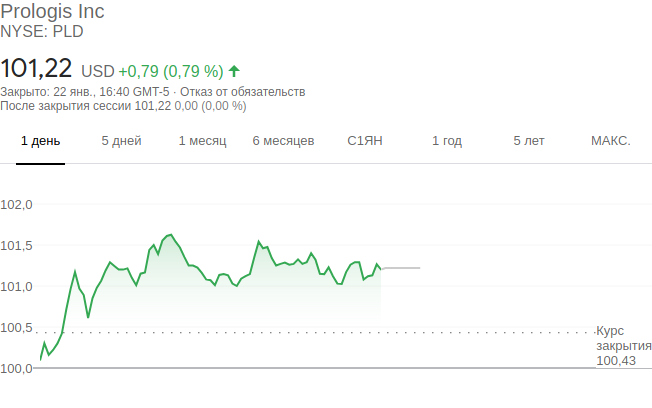 Prologis Inc
NYSE: PLD
101,22 USD +0,79 (0,79 %)
Закрыто: 22 янв., 16:40 GMT-5 · Отказ от обязательств
После закрытия сессии 101,22 0,00 (0,00 %)
1 день 5 дней 1 месяц 6 месяцев С1ЯН 1 год 5 лет МАКС.
102,0
101,5
101,0
100,5
Курс
закрытия
100,43
100,0